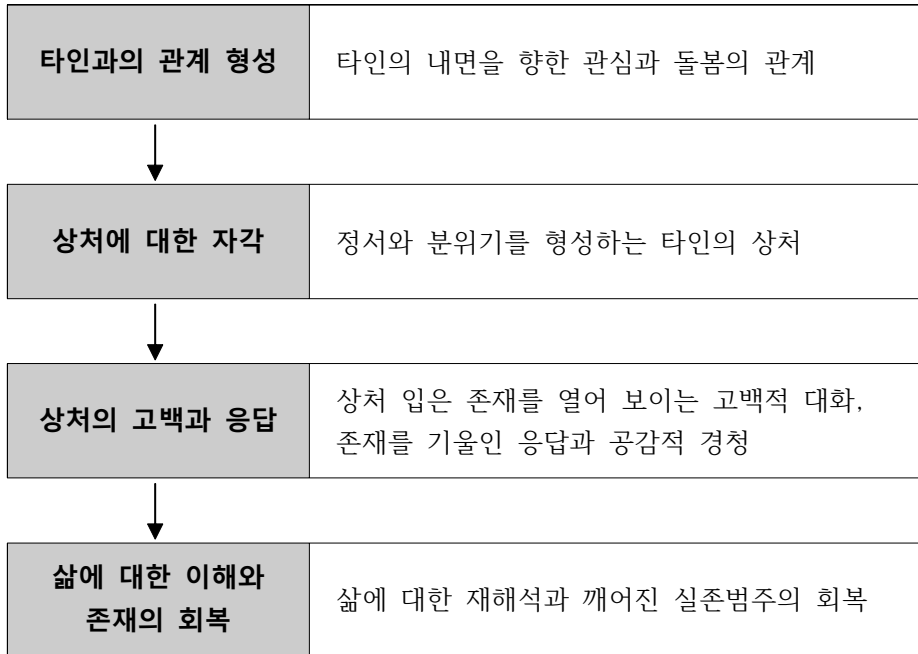 타인과의 관계 형성
타인의 내면을 향한 관심과 돌봄의 관계
상처에 대한 자각
정서와 분위기를 형성하는 타인의 상처
상처의 고백과 응답
상처 입은 존재를 열어 보이는 고백적 대화,
존재를 기울인 응답과 공감적 경청
삶에 대한 이해와
존재의 회복
삶에 대한 재해석과 깨어진 실존범주의 회복